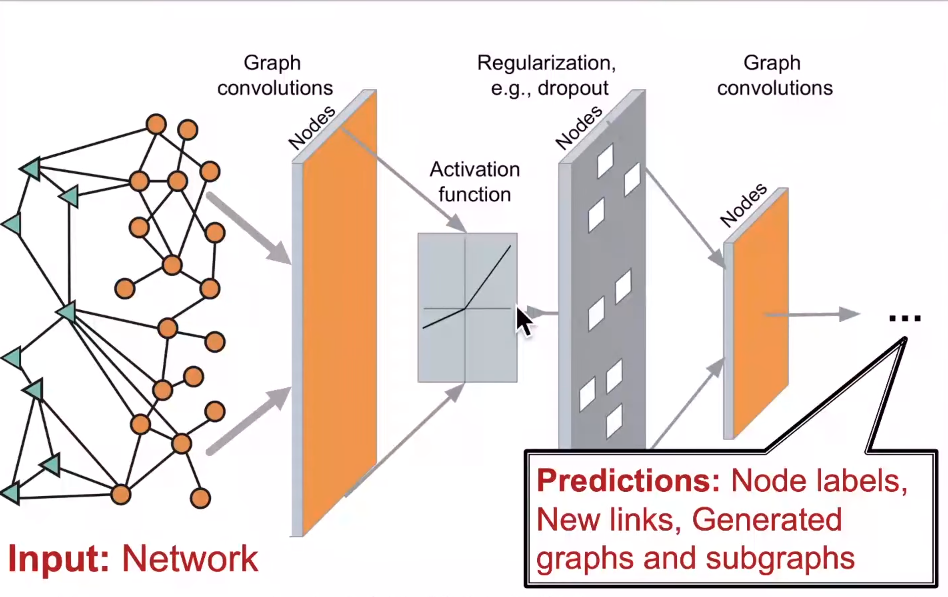 Graph
convolutions
Nodes
Activation
function
Regularization,
e.g., dropout
Nodes
Graph
convolutions
Nodes
...
Input: Network
Predictions: Node labels,
New links, Generated
graphs and subgraphs